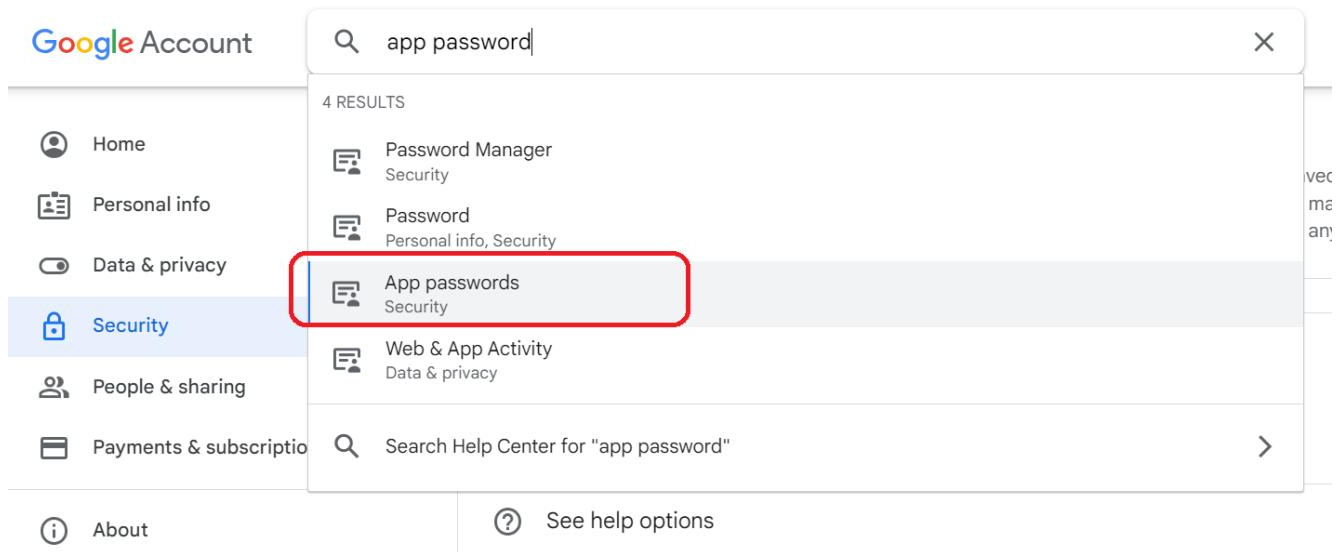 Google Account
app password
4 RESULTS
Home
Personal info
Data & privacy
Security
People & sharing
Payments & subscriptio
About
Password Manager
Security
Password
Personal info, Security
App passwords
Security
Web & App Activity
Data & privacy
Search Help Center for "app password"
See help options